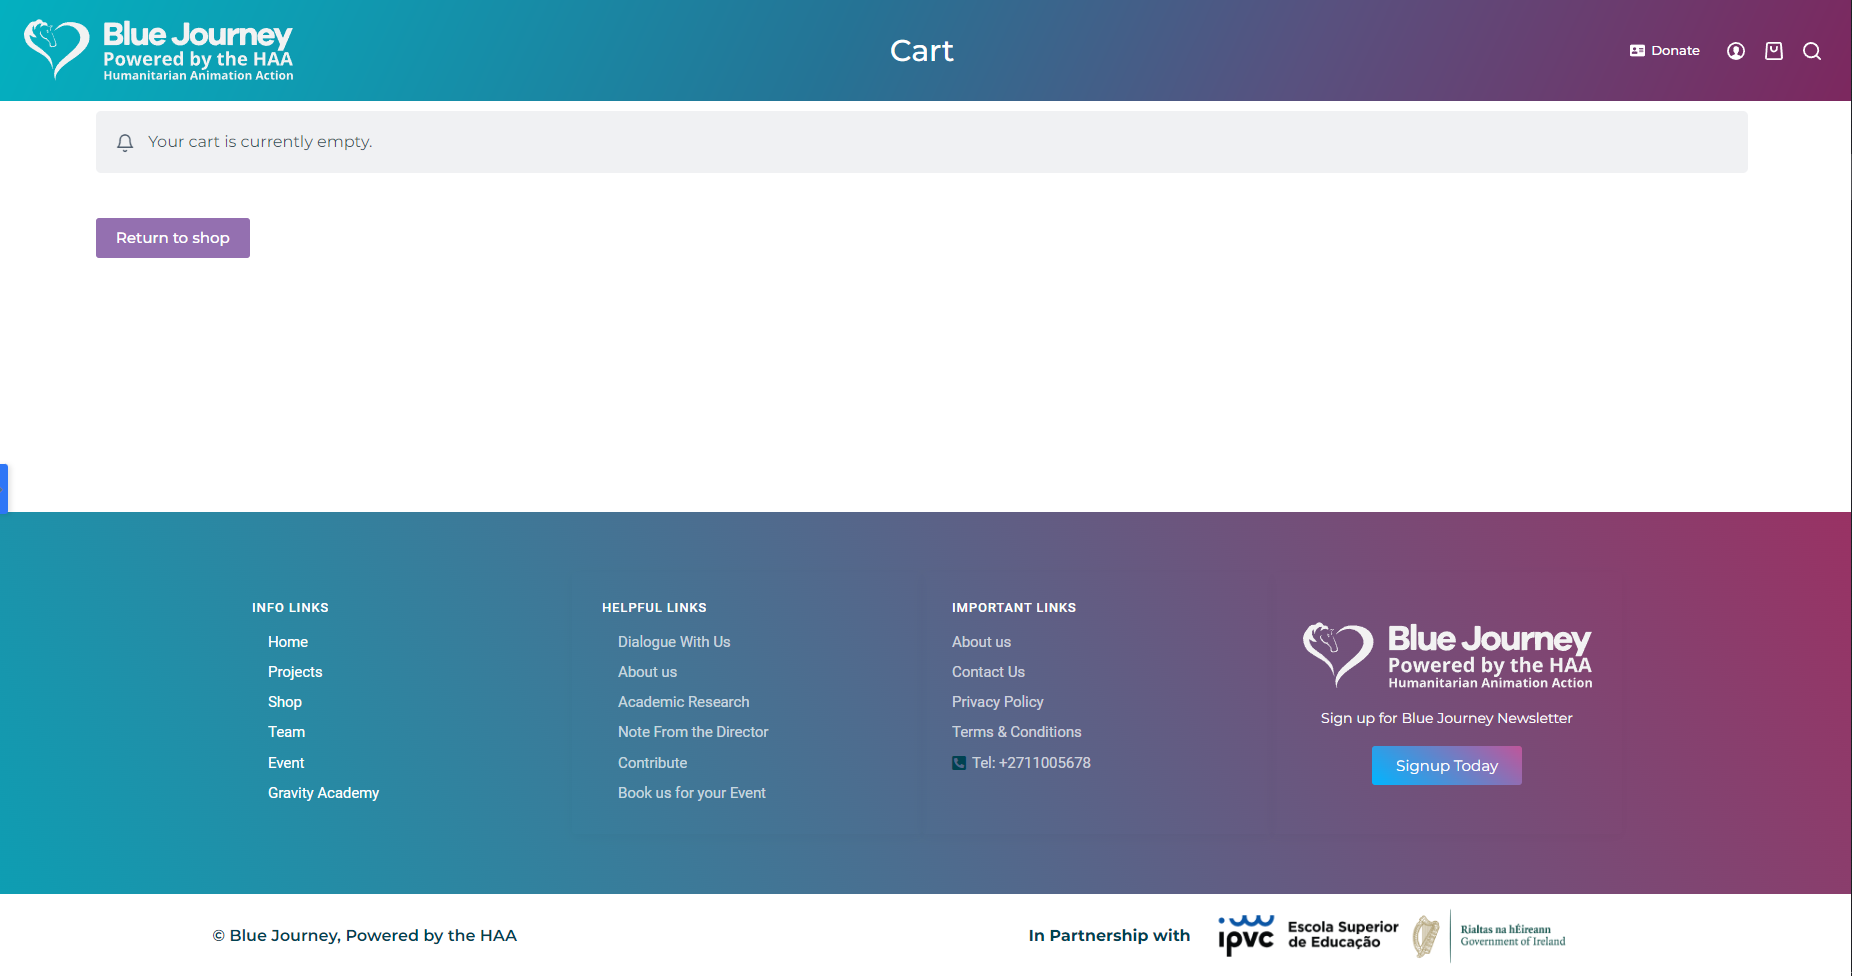 Blue Journey
Powered by the HAA
Humanitarian Animation Action
Cart
Donate
Your cart is currently empty.
Return to shop
INFO LINKS
Home
Projects
Shop
Team
Event
Gravity Academy
HELPFUL LINKS
Dialogue With Us
About us
Academic Research
Note From the Director
Contribute
Book us for your Event
IMPORTANT LINKS
About us
Contact Us
Privacy Policy
Terms & Conditions
Tel: +2711005678
Blue Journey
Powered by the HAA
Humanitarian Animation Action
Sign up for Blue Journey Newsletter
Signup Today
© Blue Journey, Powered by the HAA
In Partnership with
ipvc
Escola Superior
de Educação
Rialtas na hÉireann
Government of Ireland